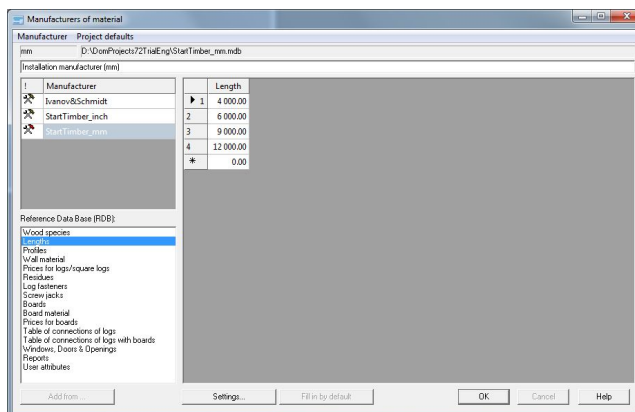 Manufacturers of material
Manufacturer Project defaults
mm D:\DomProjects72TrialEng\StartTimber_mm.mdb
Installation manufacturer (mm)
! Manufacturer
Ivanov&Schmidt
StartTimber_inch
StartTimber_mm
Length
1 4 000.00
2 6 000.00
3 9 000.00
4 12 000.00
* 0.00
Reference Data Base (RDB):
Wood species
Lengths
Profiles
Wall material
Prices for logs/square logs
Residues
Log fasteners
Screw jacks
Boards
Board material
Prices for boards
Table of connections of logs
Table of connections of logs with boards
Windows, Doors & Openings
Reports
User attributes
Add from ... Settings... Fill in by default OK Cancel Help